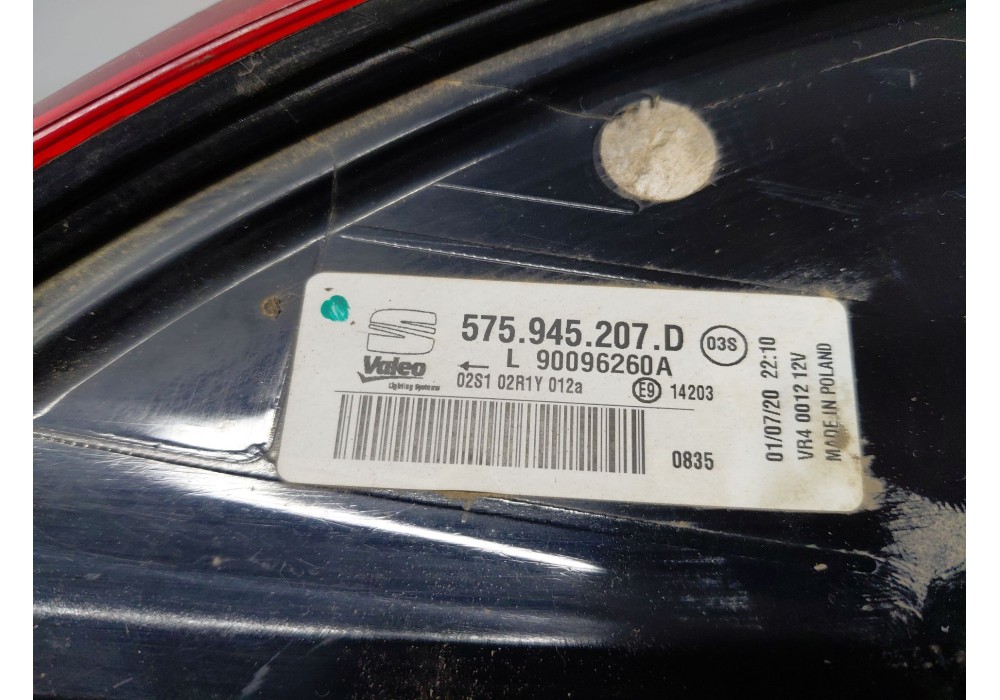 575.945.207.D
03S
Valeo
Lighting Systems
L 90096260A
02S1 02R1Y 012a
E9 14203
0835
01/07/20 22:10
VR4 0012 12V
MADE IN POLAND